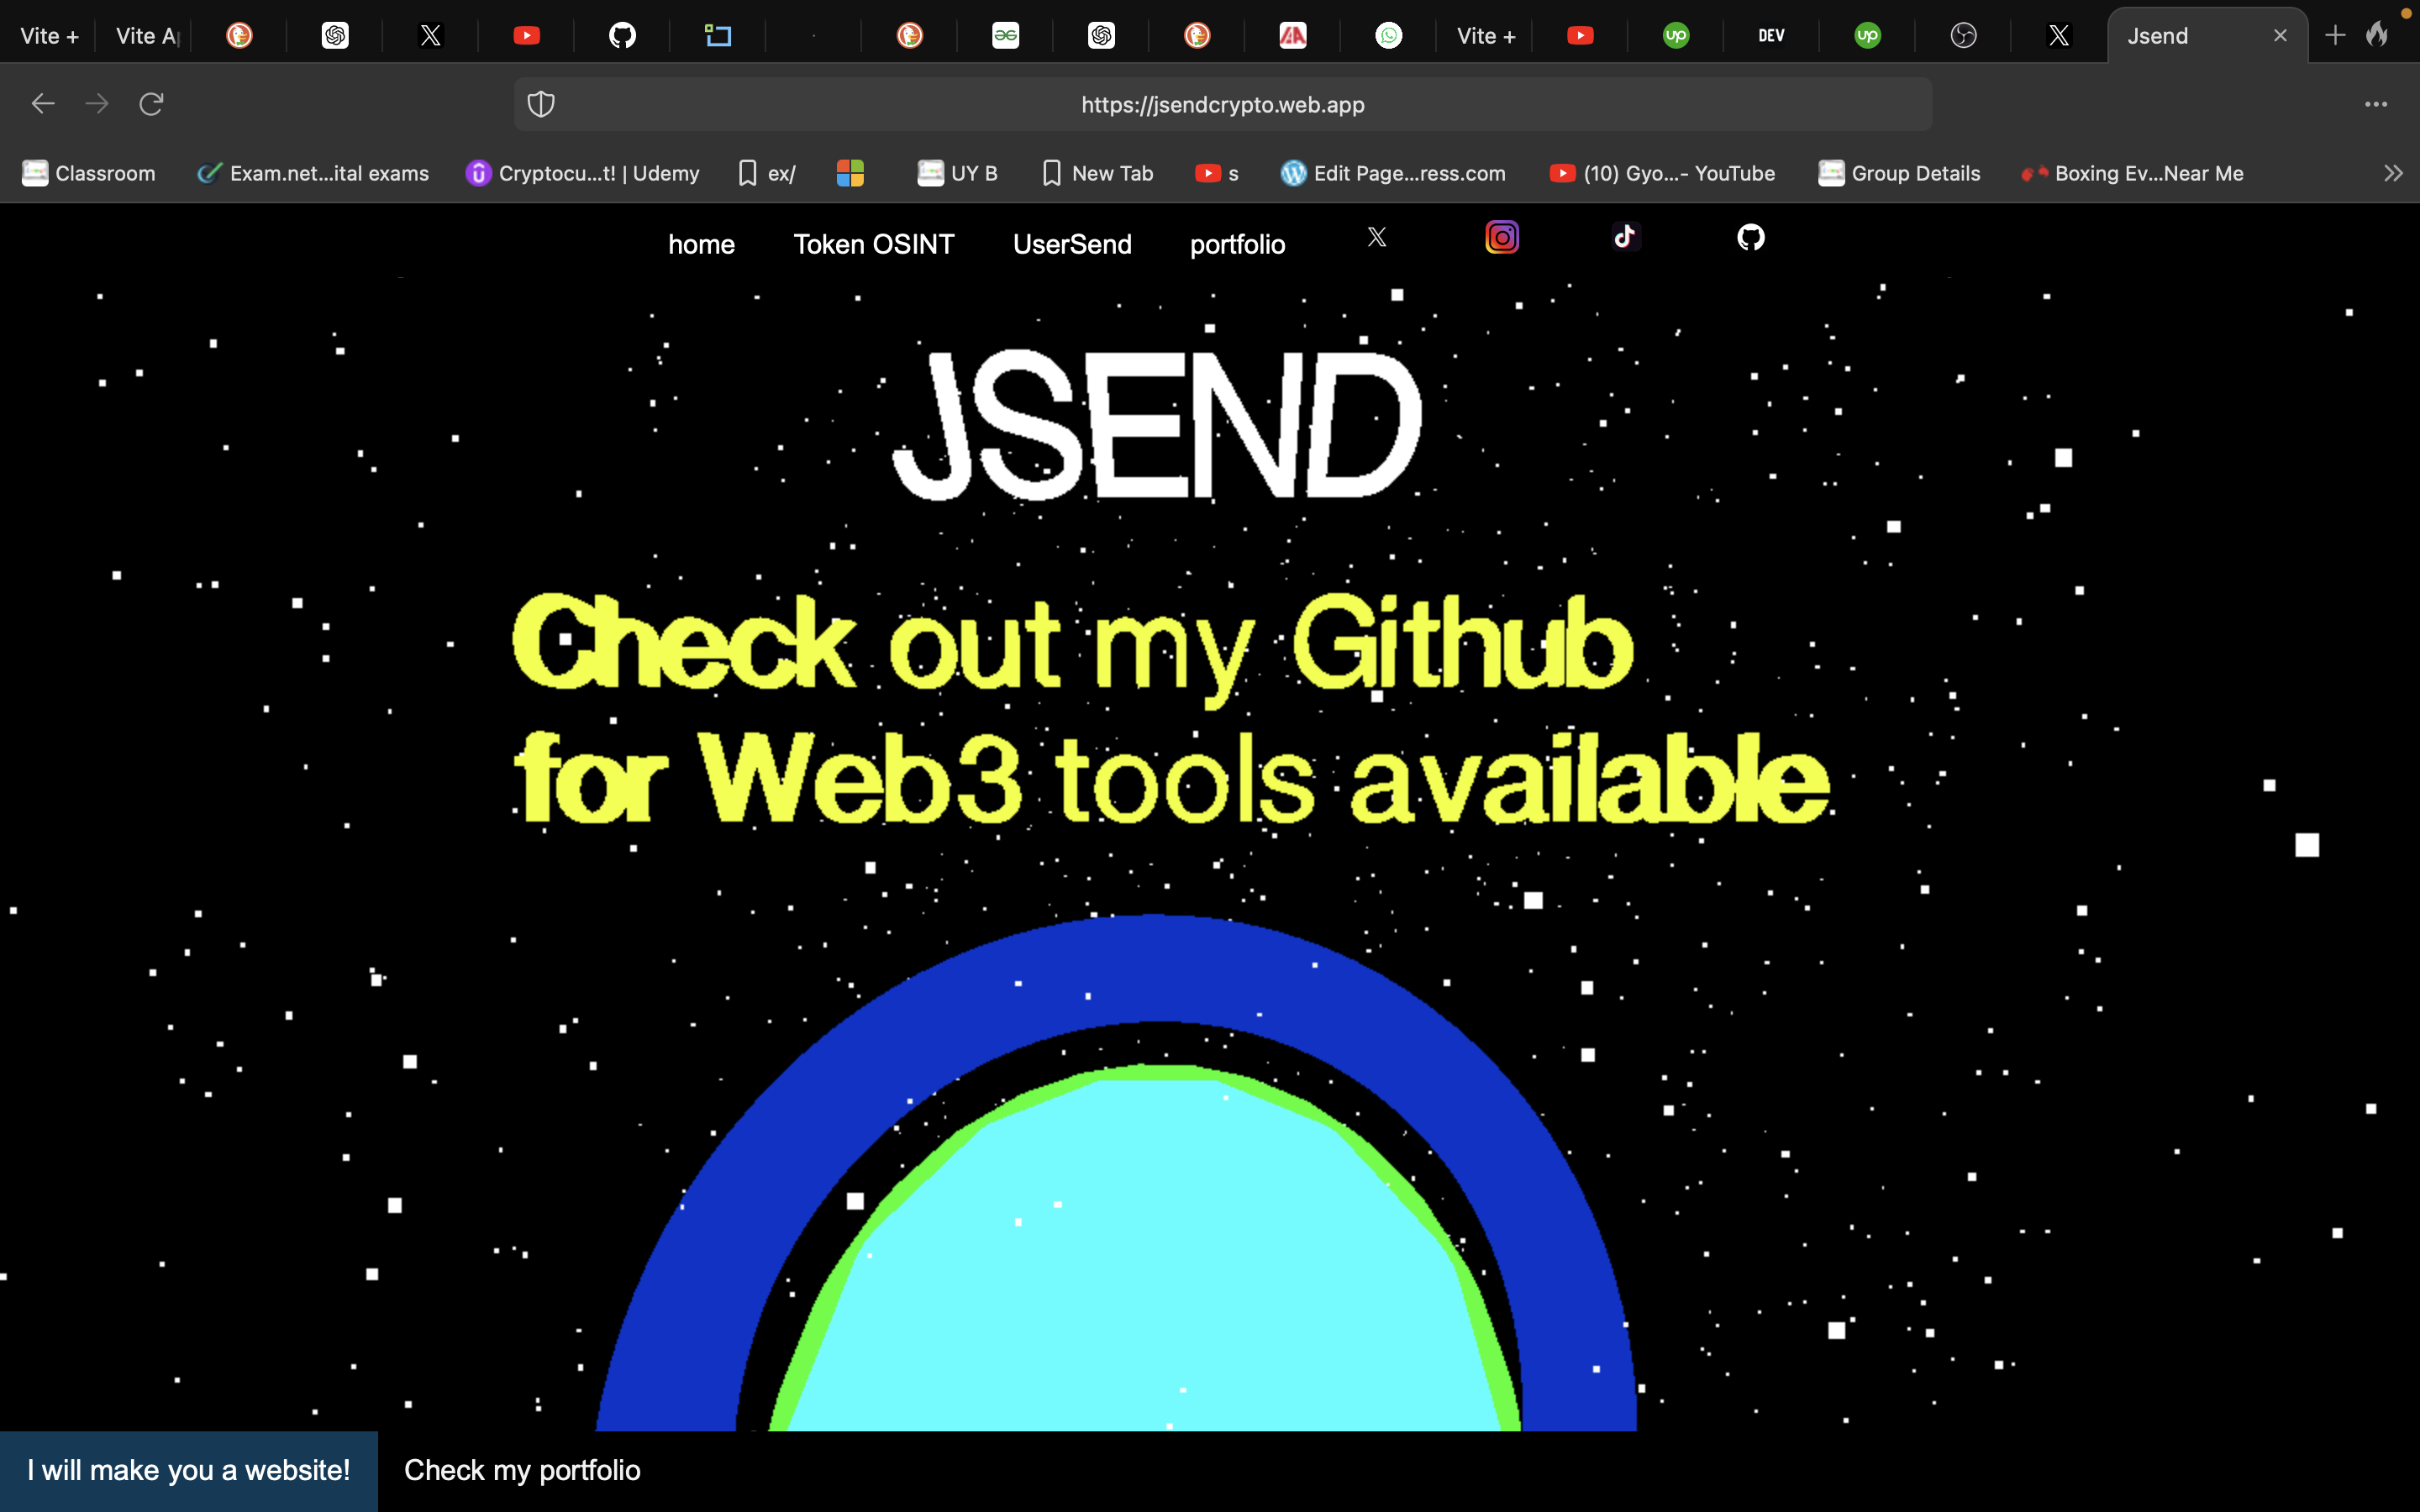 Vite +
Vite A
DEV
Vite +
Jsend
https://jsendcrypto.web.app
Classroom
Exam.net...ital exams
Cryptocu...t! | Udemy
ex/
UY B
New Tab
s
Edit Page...ress.com
(10) Gyo...- YouTube
Group Details
Boxing Ev...Near Me
home
Token OSINT
UserSend
portfolio
JSEND
Check out my Github
for Web3 tools available
I will make you a website!
Check my portfolio